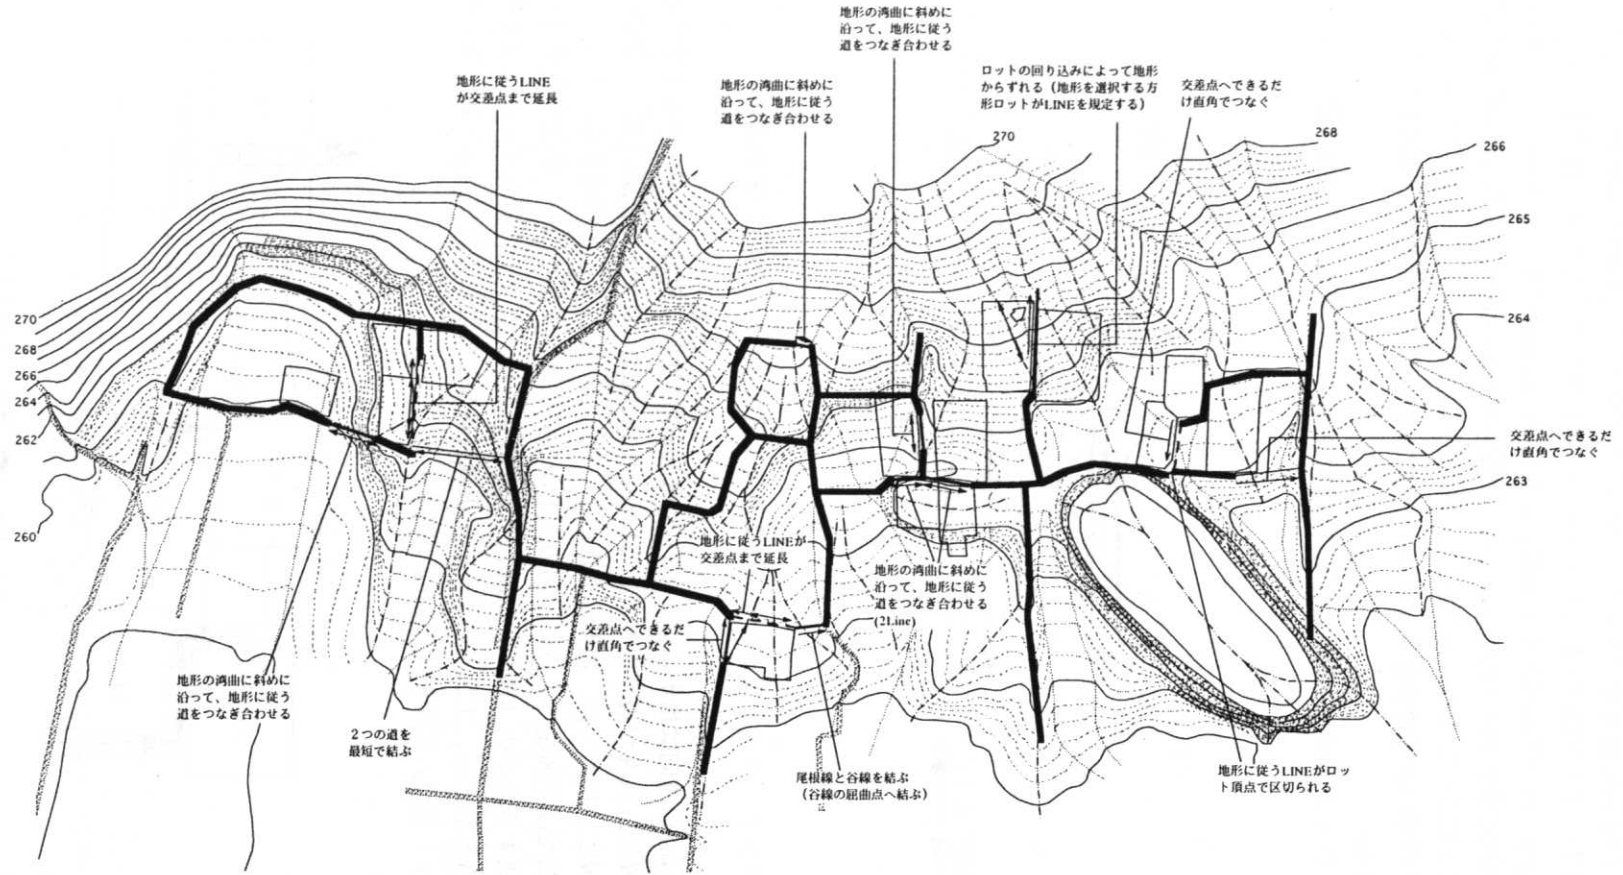 地形の湾曲に斜めに
沿って、地形に従う
道をつなぎ合わせる
地形に従うLINE
が交差点まで延長
地形の湾曲に斜めに
沿って、地形に従う
道をつなぎ合わせる
ロットの回り込みによって地形
からずれる（地形を選択する方
形ロットがLINEを規定する）
交差点へできるだ
け直角でつなぐ
270
268
266
265
264
263
270
268
266
264
262
260
交差点へできるだ
け直角でつなぐ
地形に従うLINEが
交差点まで延長
地形の湾曲に斜めに
沿って、地形に従う
道をつなぎ合わせる
(2Line)
交差点へできるだ
け直角でつなぐ
地形の湾曲に斜めに
沿って、地形に従う
道をつなぎ合わせる
2つの道を
最短で結ぶ
尾根線と谷線を結ぶ
（谷線の屈曲点へ結ぶ）
地形に従うLINEがロッ
ト頂点で区切られる